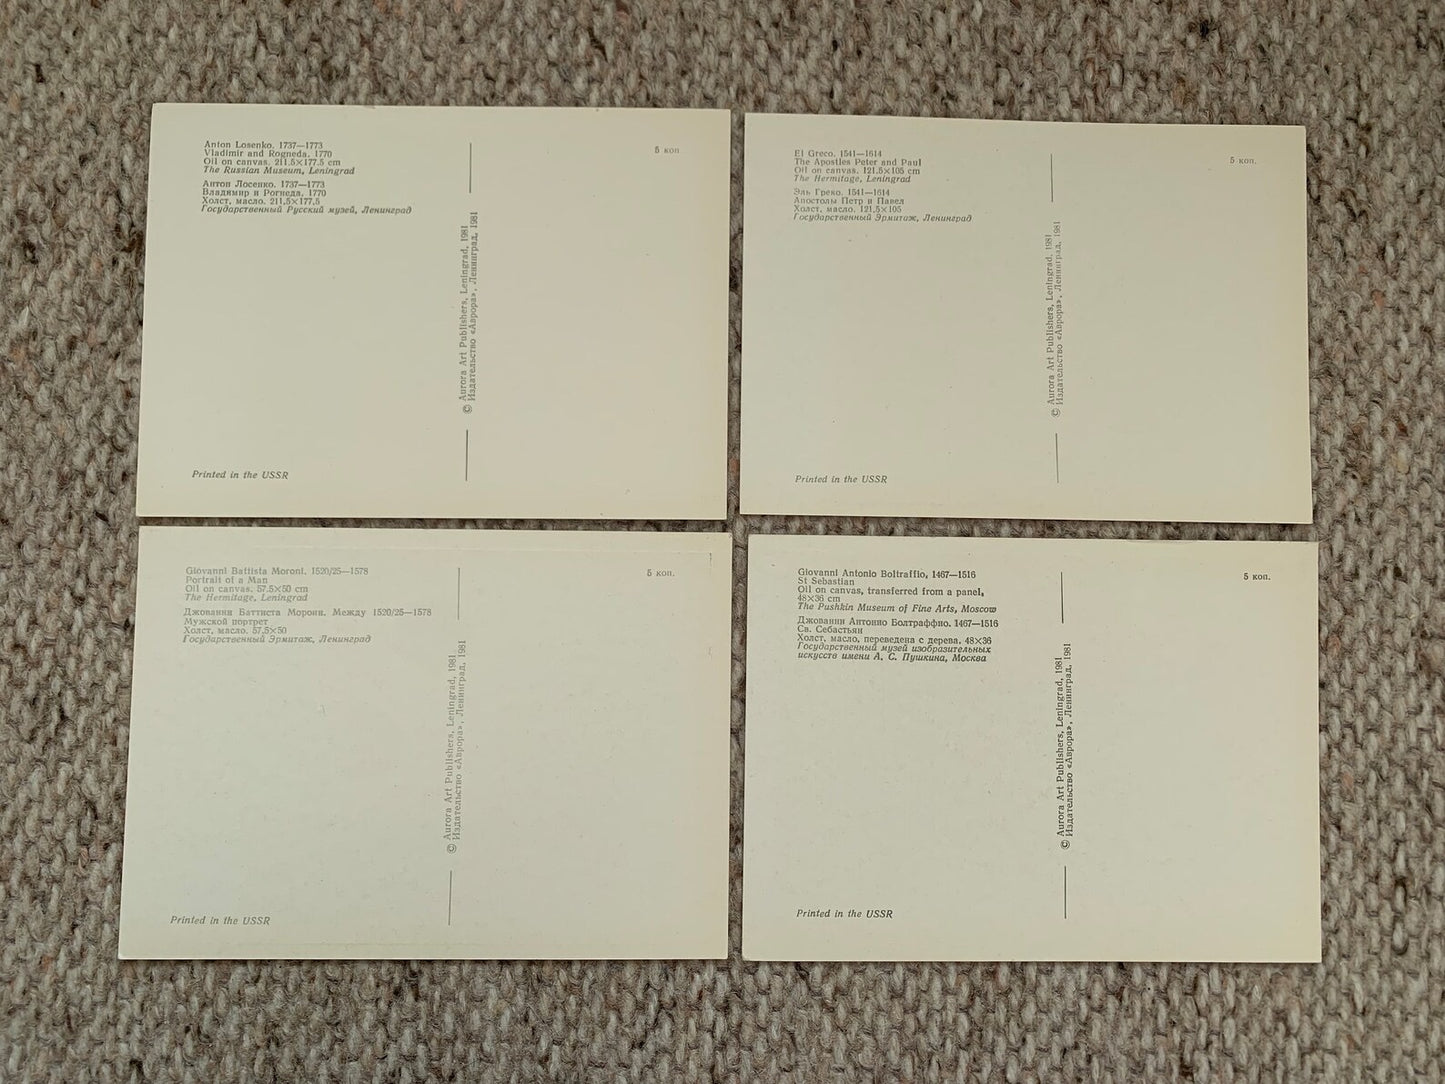 Anton Losenko. 1737—1773
Vladimir and Rogneda. 1770
Oil on canvas. 211.5×177.5 cm
The Russian Museum, Leningrad
Антон Лосенко. 1737—1773
Владимир и Рогнеда. 1770
Холст, масло. 211,5×177,5
Государственный Русский музей, Ленинград
5 коп
© Aurora Art Publishers, Leningrad, 1981
Издательство «Аврора», Ленинград, 1981
Printed in the USSR
El Greco. 1541—1614
The Apostles Peter and Paul
Oil on canvas. 121.5×105 cm
The Hermitage, Leningrad
Эль Греко. 1541—1614
Апостолы Петр и Павел
Холст, масло. 121,5×105
Государственный Эрмитаж, Ленинград
5 коп.
© Aurora Art Publishers, Leningrad, 1981
Издательство «Аврора», Ленинград, 1981
Printed in the USSR
Giovanni Battista Moroni. 1520/25—1578
Portrait of a Man
Oil on canvas. 57.5×50 cm
The Hermitage, Leningrad
Джованни Баттиста Морони. Между 1520/25—1578
Мужской портрет
Холст, масло. 57,5×50
Государственный Эрмитаж, Ленинград
5 коп.
© Aurora Art Publishers, Leningrad, 1981
Издательство «Аврора», Ленинград, 1981
Printed in the USSR
Giovanni Antonio Boltraffio, 1467—1516
St Sebastian
Oil on canvas, transferred from a panel,
48×36 cm
The Pushkin Museum of Fine Arts, Moscow
Джованни Антонио Болтраффио. 1467—1516
Св. Себастьян
Холст, масло, переведена с дерева. 48×36
Государственный музей изобразительных
искусств имени А. С. Пушкина, Москва
5 коп.
© Aurora Art Publishers, Leningrad, 1981
Издательство «Аврора», Ленинград, 1981
Printed in the USSR